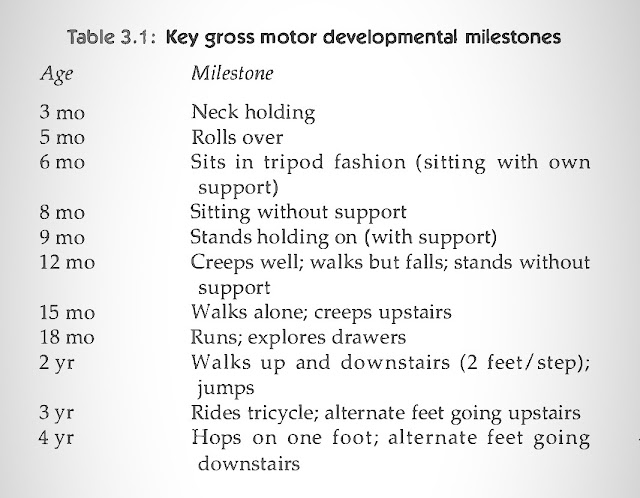 Table 3.1: Key gross motor developmental milestones
Age Milestone
3 mo Neck holding
5 mo Rolls over
6 mo Sits in tripod fashion (sitting with own
support)
8 mo Sitting without support
9 mo Stands holding on (with support)
12 mo Creeps well; walks but falls; stands without
support
15 mo Walks alone; creeps upstairs
18 mo Runs; explores drawers
2 yr Walks up and downstairs (2 feet/step);
jumps
3 yr Rides tricycle; alternate feet going upstairs
4 yr Hops on one foot; alternate feet going
downstairs